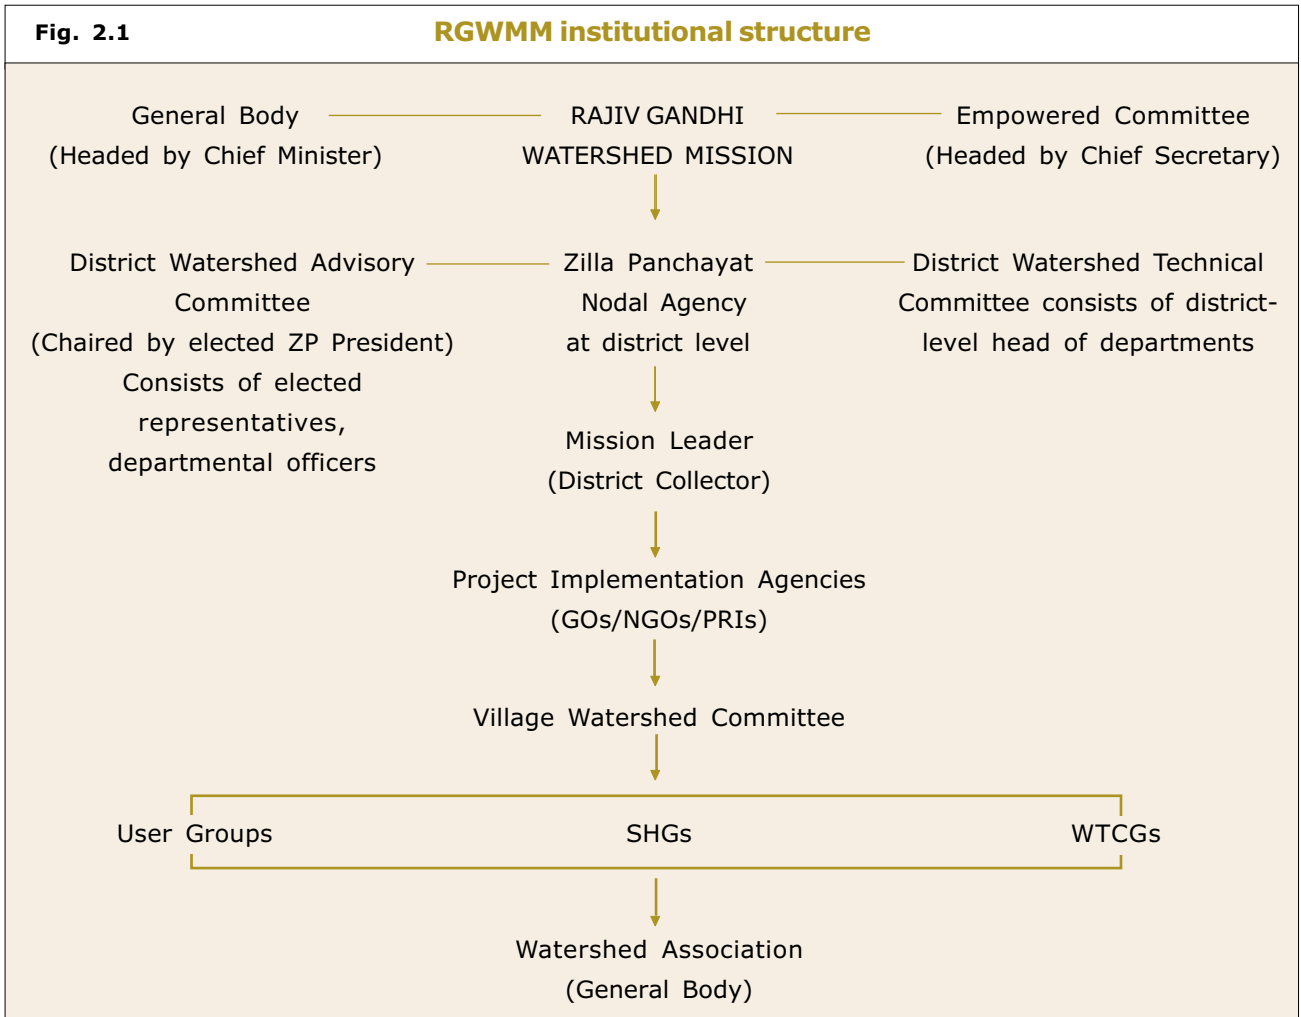 Fig. 2.1
RGWMM institutional structure
General Body
(Headed by Chief Minister)
RAJIV GANDHI
WATERSHED MISSION
Empowered Committee
(Headed by Chief Secretary)
District Watershed Advisory
Committee
(Chaired by elected ZP President)
Consists of elected
representatives,
departmental officers
Zilla Panchayat
Nodal Agency
at district level
District Watershed Technical
Committee consists of district-
level head of departments
Mission Leader
(District Collector)
Project Implementation Agencies
(GOs/NGOs/PRIs)
Village Watershed Committee
User Groups
SHGs
WTCGs
Watershed Association
(General Body)